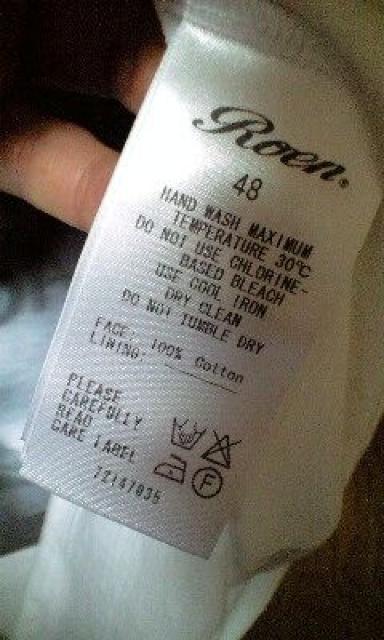 Roen.
48
HAND WASH MAXIMUM
TEMPERATURE 30°C
DO NOT USE CHLORINE-
BASED BLEACH
USE COOL IRON
DRY CLEAN
DO NOT TUMBLE DRY
FACE: 100% Cotton
LINING:
PLEASE
CAREFULLY
READ
CARE LABEL
F
72147035